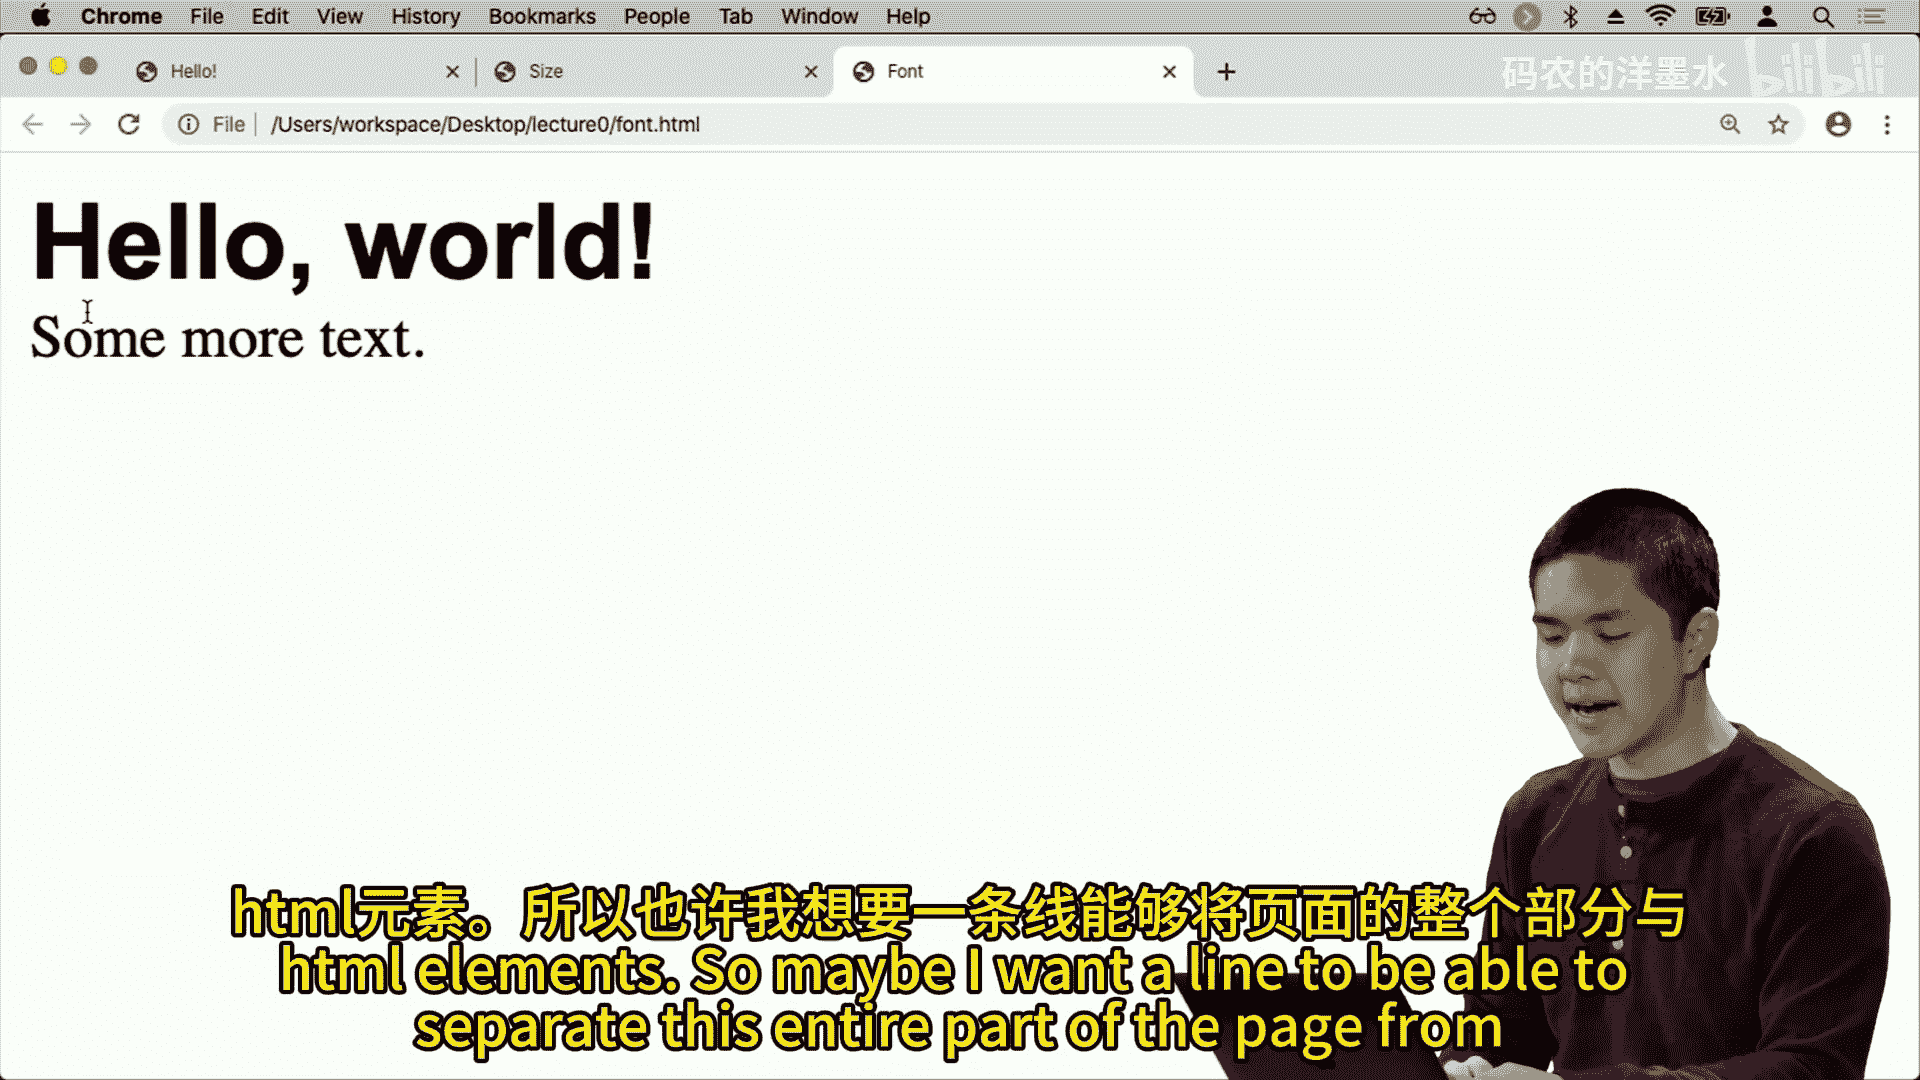 Chrome File Edit View History Bookmarks People Tab Window Help
Hello! Size Font
码农的洋墨水 bilibili
File /Users/workspace/Desktop/lecture0/font.html
Hello, world!
Some more text.
html元素。所以也许我想要一条线能够将页面的整个部分与
html elements. So maybe I want a line to be able to
separate this entire part of the page from